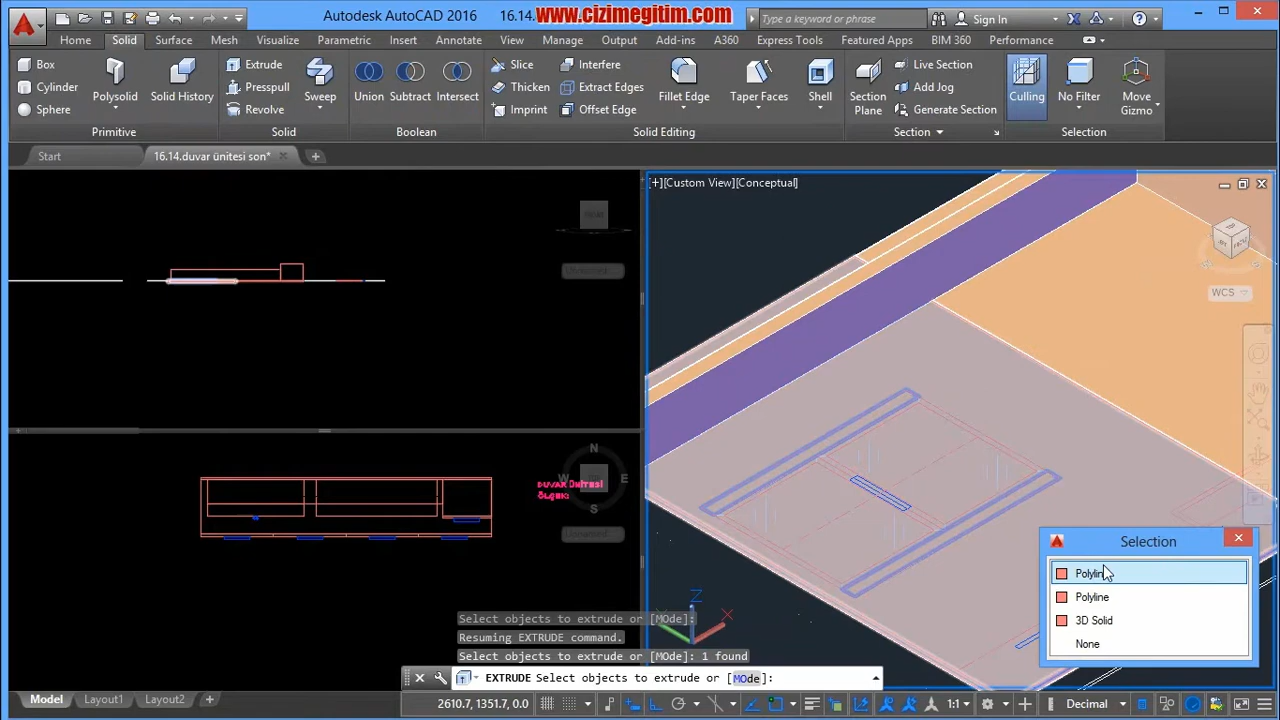 Autodesk AutoCAD 2016
16.14.
www.cizimegitim.com
Type a keyword or phrase
Sign In
Home Solid Surface Mesh Visualize Parametric Insert Annotate View Manage Output Add-ins A360 Express Tools Featured Apps BIM 360 Performance
Box
Cylinder
Sphere
Polysolid
Solid History
Extrude
Presspull
Revolve
Sweep
Union
Subtract
Intersect
Slice
Thicken
Imprint
Interfere
Extract Edges
Offset Edge
Fillet Edge
Taper Faces
Shell
Section Plane
Live Section
Add Jog
Generate Section
Culling
No Filter
Move Gizmo
Primitive
Solid
Boolean
Solid Editing
Section
Selection
Start
16.14.duvar ünitesi son*
[+][Custom View][Conceptual]
WCS
N
W
E
S
DUVAR ÜNİTESİ
ÖLÇEK:
Z
X
Selection
Polyline
Polyline
3D Solid
None
Select objects to extrude or [MOde]:
Resuming EXTRUDE command.
Select objects to extrude or [MOde]: 1 found
EXTRUDE Select objects to extrude or [MOde]:
Model
Layout1
Layout2
2610.7, 1351.7, 0.0
1:1
Decimal